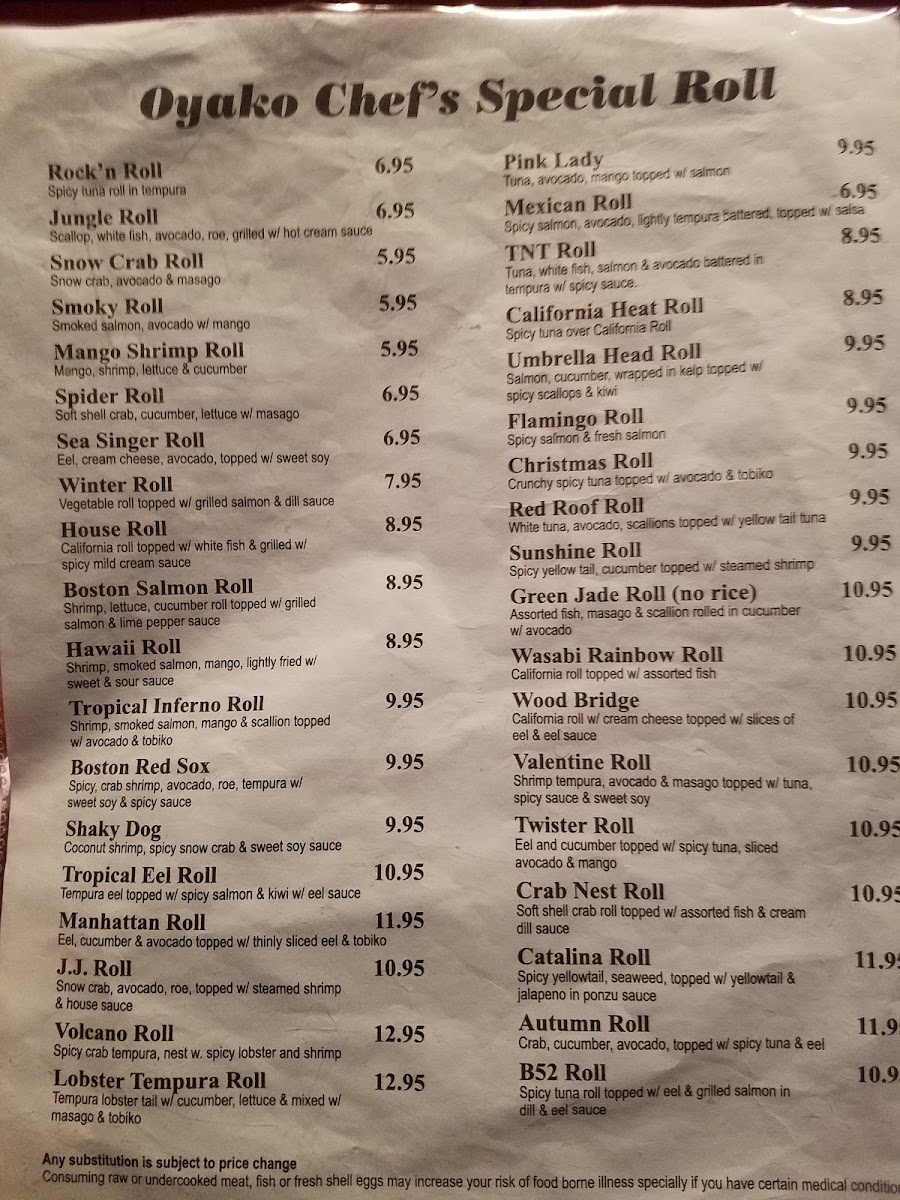 Oyako Chef's Special Roll
Rock'n Roll 6.95
Spicy tuna roll in tempura
Jungle Roll 6.95
Scallop, white fish, avocado, roe, grilled w/ hot cream sauce
Snow Crab Roll 5.95
Snow crab, avocado & masago
Smoky Roll 5.95
Smoked salmon, avocado w/ mango
Mango Shrimp Roll 5.95
Mango, shrimp, lettuce & cucumber
Spider Roll 6.95
Soft shell crab, cucumber, lettuce w/ masago
Sea Singer Roll 6.95
Eel, cream cheese, avocado, topped w/ sweet soy
Winter Roll 7.95
Vegetable roll topped w/ grilled salmon & dill sauce
House Roll 8.95
California roll topped w/ white fish & grilled w/
spicy mild cream sauce
Boston Salmon Roll 8.95
Shrimp, lettuce, cucumber roll topped w/ grilled
salmon & lime pepper sauce
Hawaii Roll 8.95
Shrimp, smoked salmon, mango, lightly fried w/
sweet & sour sauce
Tropical Inferno Roll 9.95
Shrimp, smoked salmon, mango & scallion topped
w/ avocado & tobiko
Boston Red Sox 9.95
Spicy, crab shrimp, avocado, roe, tempura w/
sweet soy & spicy sauce
Shaky Dog 9.95
Coconut shrimp, spicy snow crab & sweet soy sauce
Tropical Eel Roll 10.95
Tempura eel topped w/ spicy salmon & kiwi w/ eel sauce
Manhattan Roll 11.95
Eel, cucumber & avocado topped w/ thinly sliced eel & tobiko
J.J. Roll 10.95
Snow crab, avocado, roe, topped w/ steamed shrimp
& house sauce
Volcano Roll 12.95
Spicy crab tempura, nest w. spicy lobster and shrimp
Lobster Tempura Roll 12.95
Tempura lobster tail w/ cucumber, lettuce & mixed w/
masago & tobiko
Pink Lady 9.95
Tuna, avocado, mango topped w/ salmon
Mexican Roll 6.95
Spicy salmon, avocado, lightly tempura battered, topped w/ salsa
TNT Roll 8.95
Tuna, white fish, salmon & avocado battered in
tempura w/ spicy sauce.
California Heat Roll 8.95
Spicy tuna over California Roll
Umbrella Head Roll 9.95
Salmon, cucumber, wrapped in kelp topped w/
spicy scallops & kiwi
Flamingo Roll 9.95
Spicy salmon & fresh salmon
Christmas Roll 9.95
Crunchy spicy tuna topped w/ avocado & tobiko
Red Roof Roll 9.95
White tuna, avocado, scallions topped w/ yellow tail tuna
Sunshine Roll 9.95
Spicy yellow tail, cucumber topped w/ steamed shrimp
Green Jade Roll (no rice) 10.95
Assorted fish, masago & scallion rolled in cucumber
w/ avocado
Wasabi Rainbow Roll 10.95
California roll topped w/ assorted fish
Wood Bridge 10.95
California roll w/ cream cheese topped w/ slices of
eel & eel sauce
Valentine Roll 10.95
Shrimp tempura, avocado & masago topped w/ tuna,
spicy sauce & sweet soy
Twister Roll 10.95
Eel and cucumber topped w/ spicy tuna, sliced
avocado & mango
Crab Nest Roll 10.95
Soft shell crab roll topped w/ assorted fish & cream
dill sauce
Catalina Roll 11.95
Spicy yellowtail, seaweed, topped w/ yellowtail &
jalapeno in ponzu sauce
Autumn Roll 11.9
Crab, cucumber, avocado, topped w/ spicy tuna & eel
B52 Roll 10.9
Spicy tuna roll topped w/ eel & grilled salmon in
dill & eel sauce
Any substitution is subject to price change
Consuming raw or undercooked meat, fish or fresh shell eggs may increase your risk of food borne illness specially if you have certain medical condition